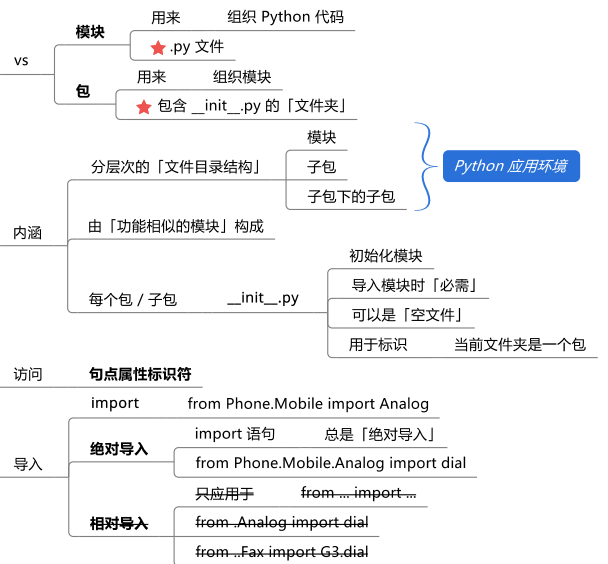 vs
模块
用来 组织 Python 代码
.py 文件
包
用来 组织模块
包含 __init__.py 的「文件夹」
内涵
分层次的「文件目录结构」
模块
子包
子包下的子包
Python 应用环境
由「功能相似的模块」构成
每个包 / 子包 __init__.py
初始化模块
导入模块时「必需」
可以是「空文件」
用于标识 当前文件夹是一个包
访问 句点属性标识符
导入
import from Phone.Mobile import Analog
绝对导入
import 语句 总是「绝对导入」
from Phone.Mobile.Analog import dial
相对导入
只应用于 from ... import ...
from .Analog import dial
from ..Fax import G3.dial